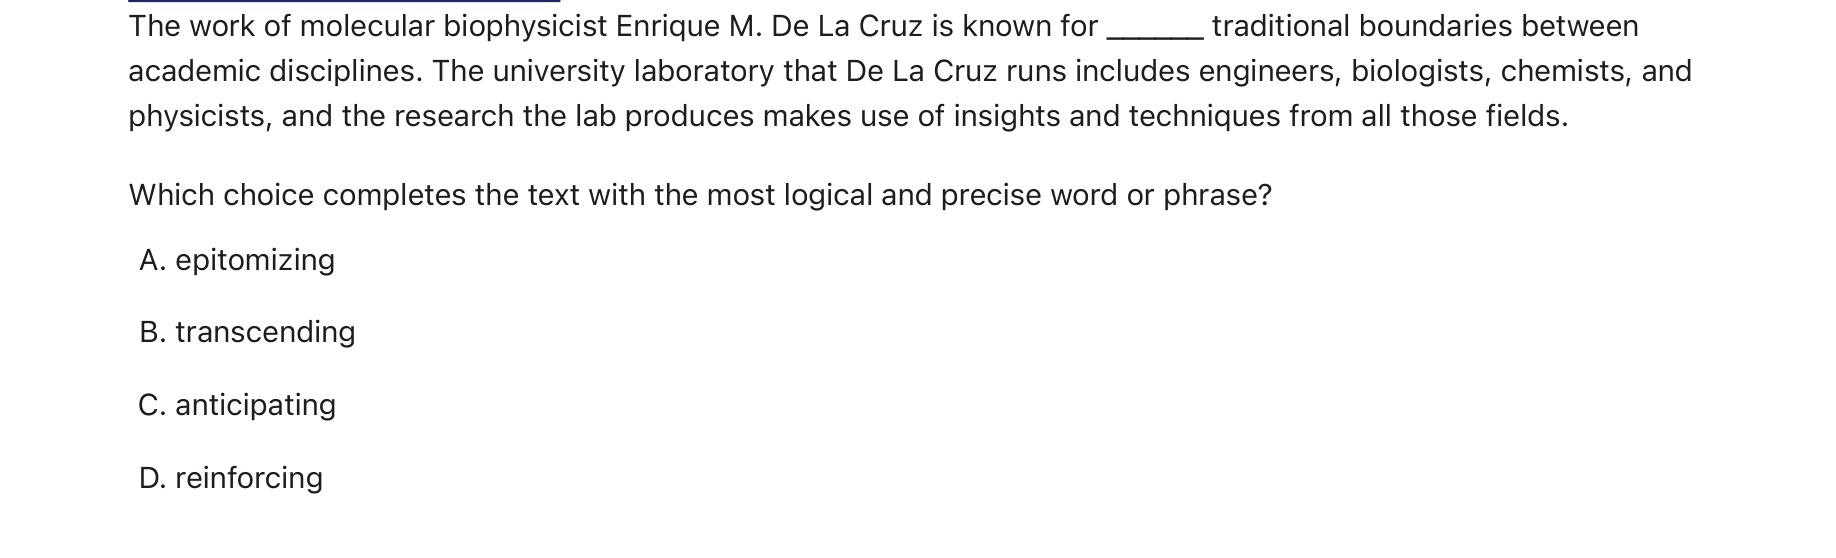 The work of molecular biophysicist Enrique M. De La Cruz is known for ______ traditional boundaries between
academic disciplines. The university laboratory that De La Cruz runs includes engineers, biologists, chemists, and
physicists, and the research the lab produces makes use of insights and techniques from all those fields.
Which choice completes the text with the most logical and precise word or phrase?
A. epitomizing
B. transcending
C. anticipating
D. reinforcing